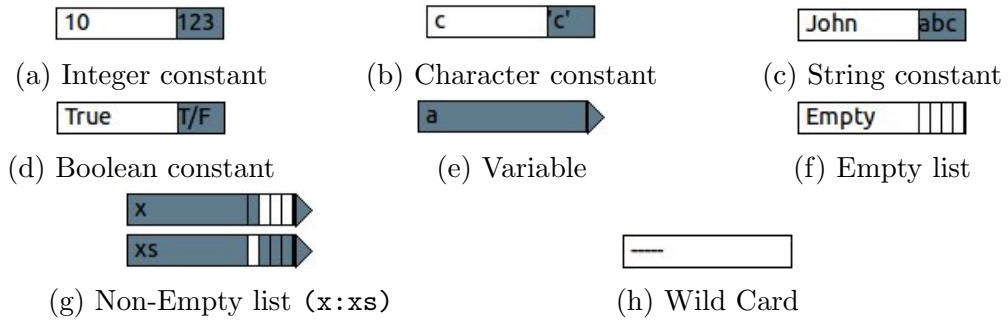 10 123 c 'c' John abc
(a) Integer constant (b) Character constant (c) String constant
True T/F a Empty
(d) Boolean constant (e) Variable (f) Empty list
x
xs -----
(g) Non-Empty list (x:xs) (h) Wild Card